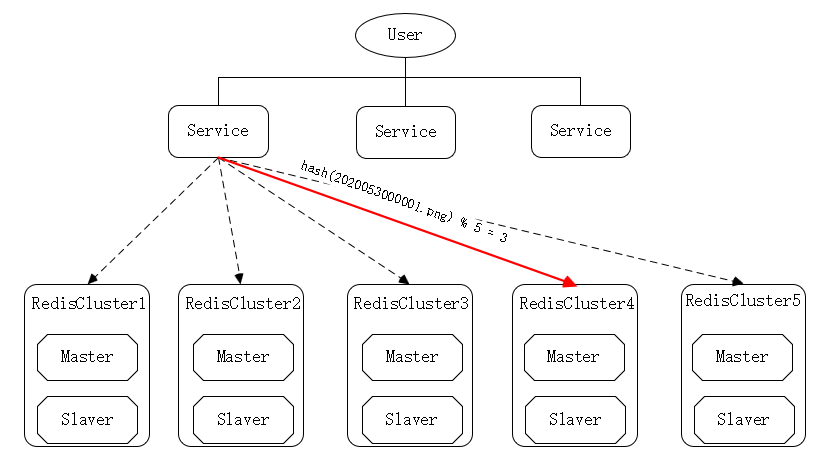 User
Service
Service
Service
hash(2020053000001.png) % 5 = 3
RedisCluster1
RedisCluster2
RedisCluster3
RedisCluster4
RedisCluster5
Master
Master
Master
Master
Master
Slaver
Slaver
Slaver
Slaver
Slaver